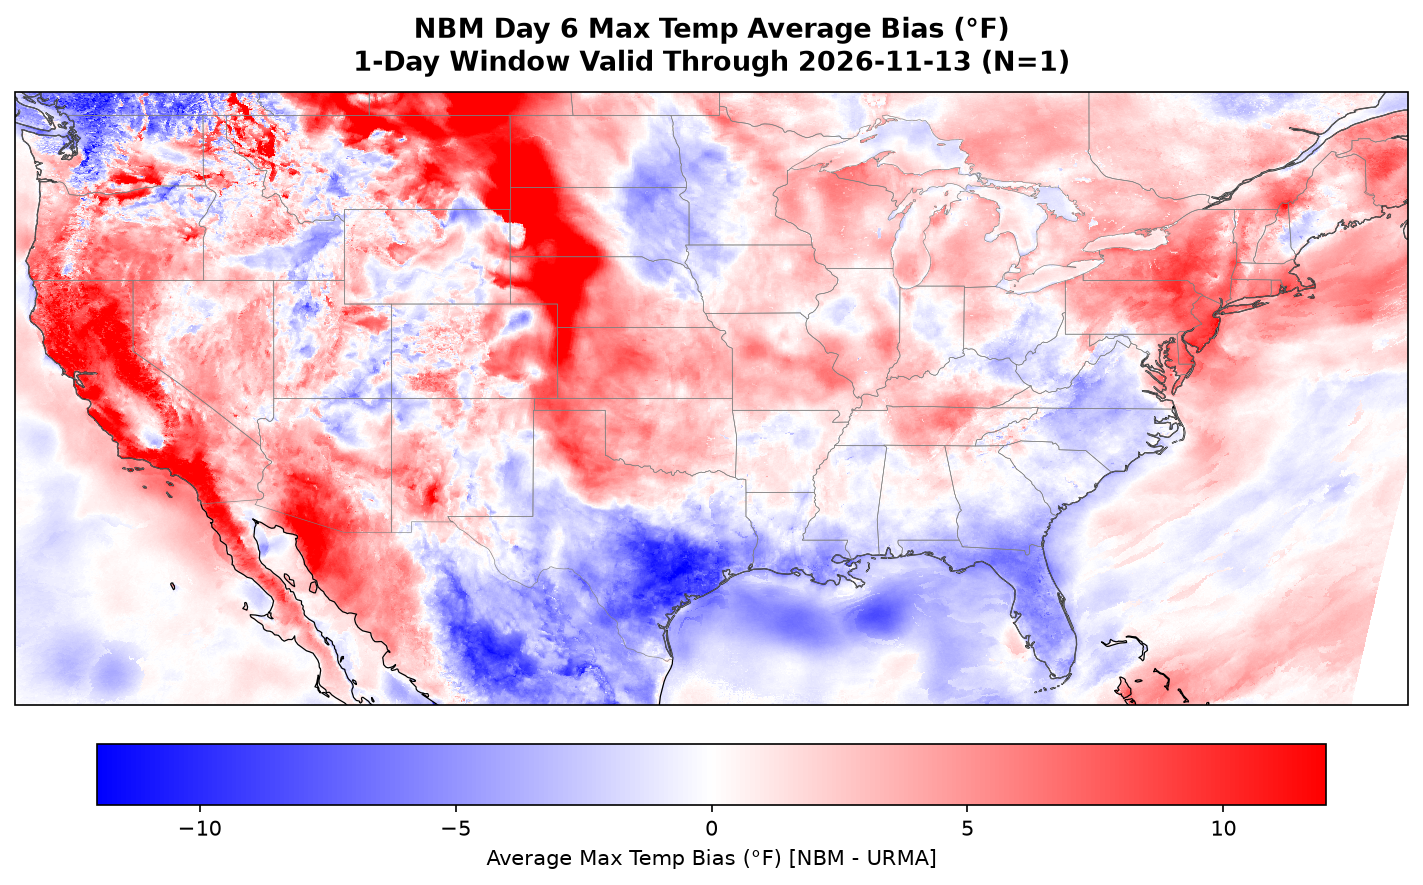 NBM Day 6 Max Temp Average Bias (°F)
1-Day Window Valid Through 2026-11-13 (N=1)
−10 −5 0 5 10
Average Max Temp Bias (°F) [NBM - URMA]